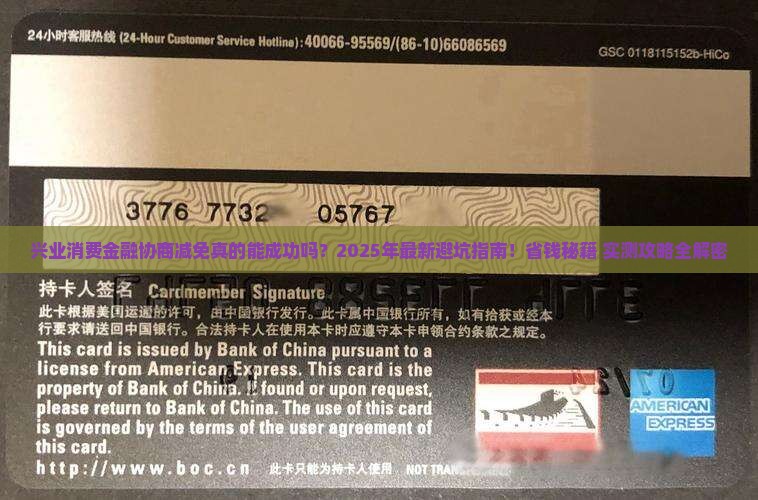 24小时客服热线 (24-Hour Customer Service Hotline):40066-95569/(86-10)66086569
GSC 0118115152b-HiCo
3776 7732 05767
兴业消费金融协商减免真的能成功吗?2025年最新避坑指南!省钱秘籍 实测攻略全解密
持卡人签名 Cardmember Signature
此卡根据美国运通的许可,由中国银行发行。此卡属中国银行所有,如有拾获或经本
行要求请送回中国银行。合法持卡人在使用本卡时应遵守本卡申领合约条款之规定。
This card is issued by Bank of China pursuant to a
license from American Express. This card is the
property of Bank of China. If found or upon request,
please return to Bank of China. The use of this card
is governed by the terms of the user agreement of
this card.
AMERICAN
EXPRESS
http://www.boc.cn 此卡只能为持卡人使用 NOT